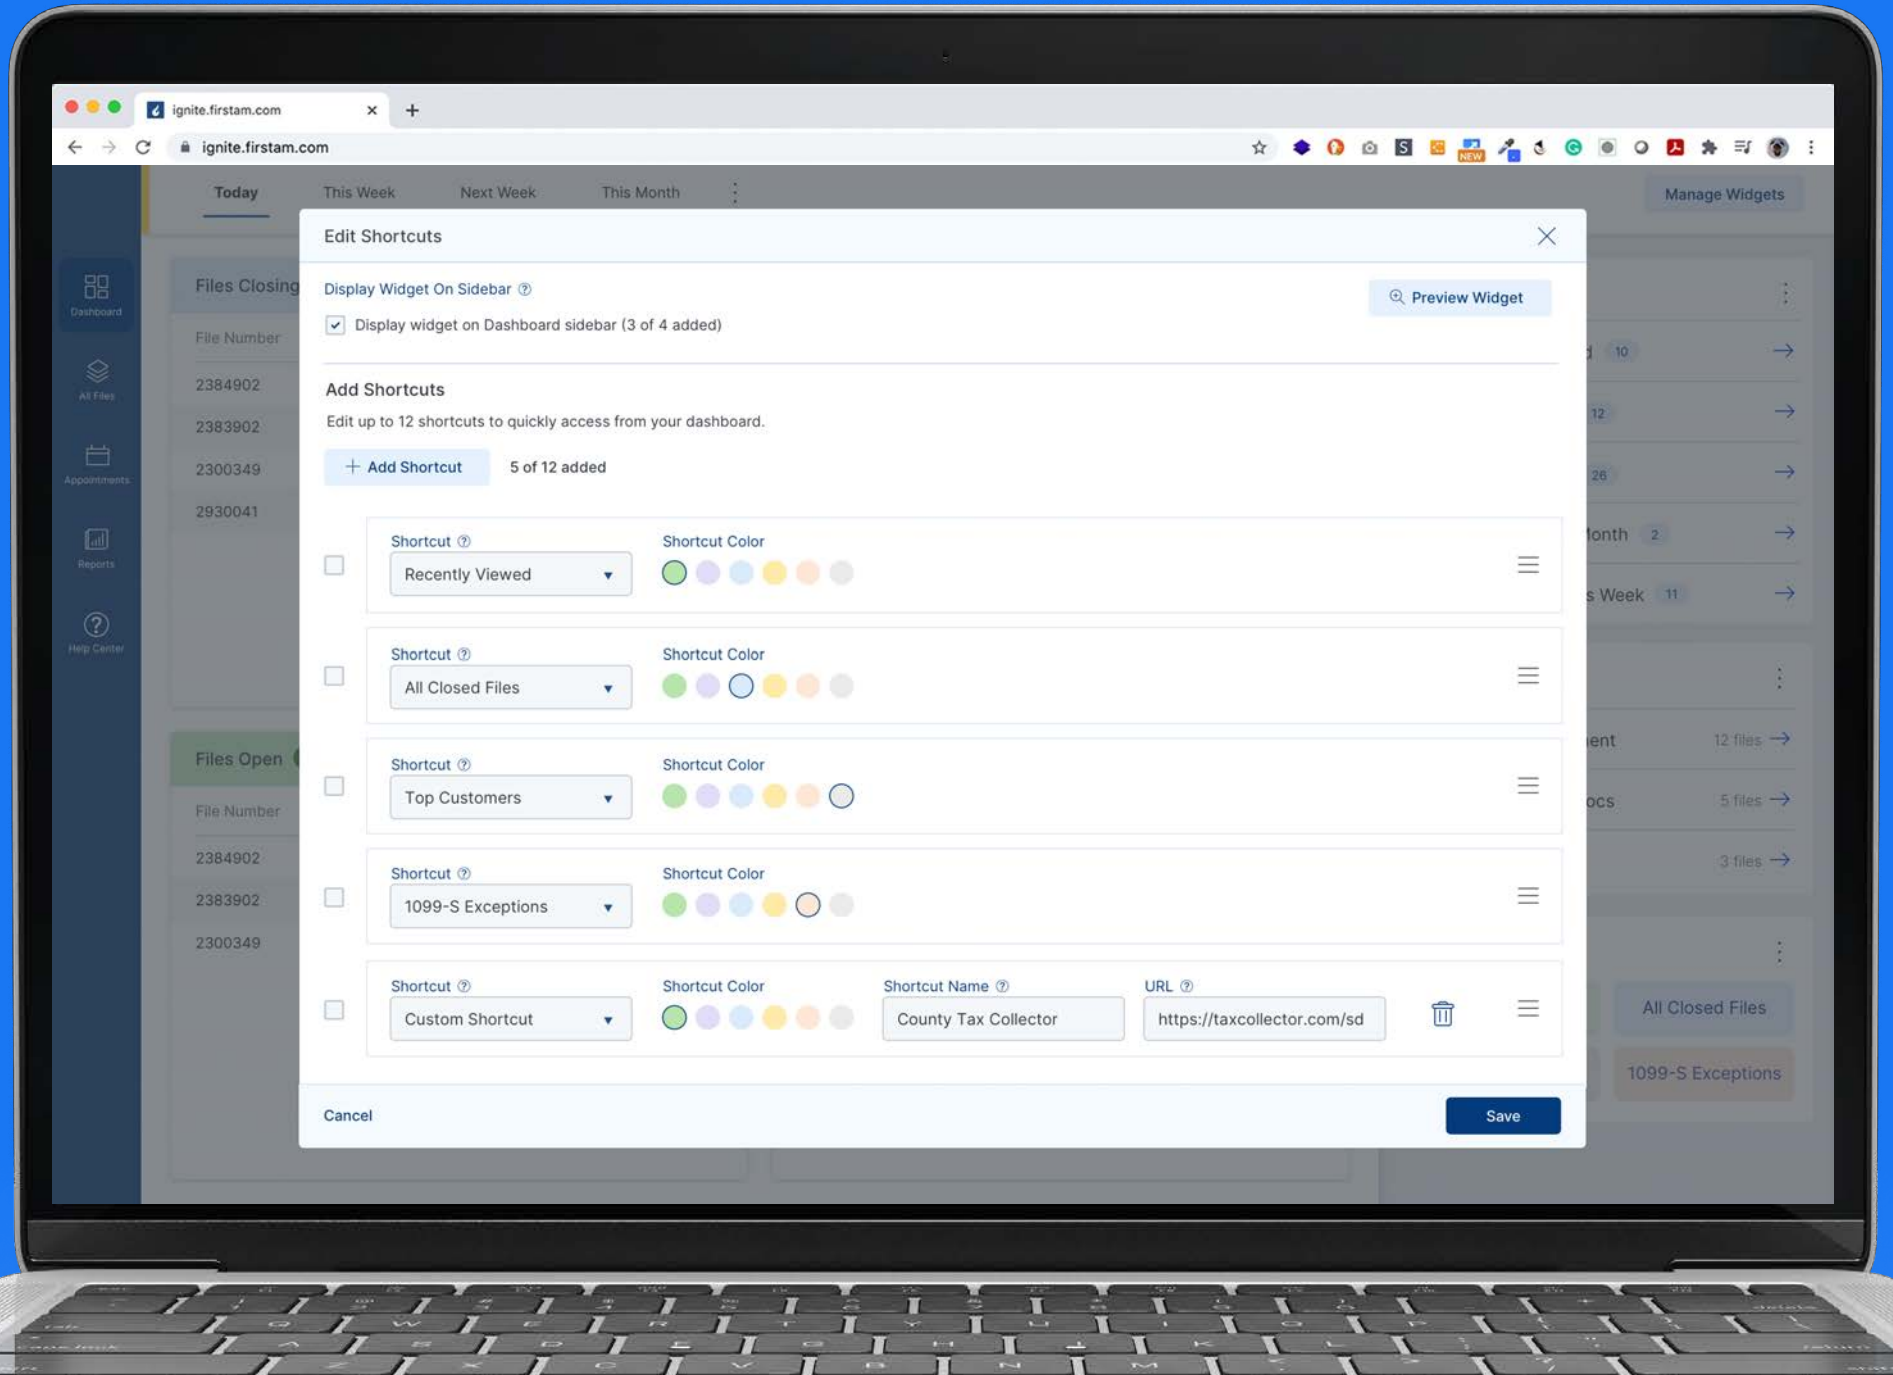 ignite.firstam.com
ignite.firstam.com
NEW
Today This Week Next Week This Month
Manage Widgets
Dashboard
All Files
Appointments
Reports
Help Center
Files Closing
File Number
2384902
2383902
2300349
2930041
Files Open
File Number
2384902
2383902
2300349
Edit Shortcuts
Display Widget On Sidebar
Preview Widget
Display widget on Dashboard sidebar (3 of 4 added)
Add Shortcuts
Edit up to 12 shortcuts to quickly access from your dashboard.
+ Add Shortcut 5 of 12 added
Shortcut Shortcut Color
Recently Viewed
Shortcut Shortcut Color
All Closed Files
Shortcut Shortcut Color
Top Customers
Shortcut Shortcut Color
1099-S Exceptions
Shortcut Shortcut Color Shortcut Name URL
Custom Shortcut County Tax Collector https://taxcollector.com/sd
Cancel Save
10
12
26
2
Week 11
12 files
5 files
3 files
All Closed Files
1099-S Exceptions